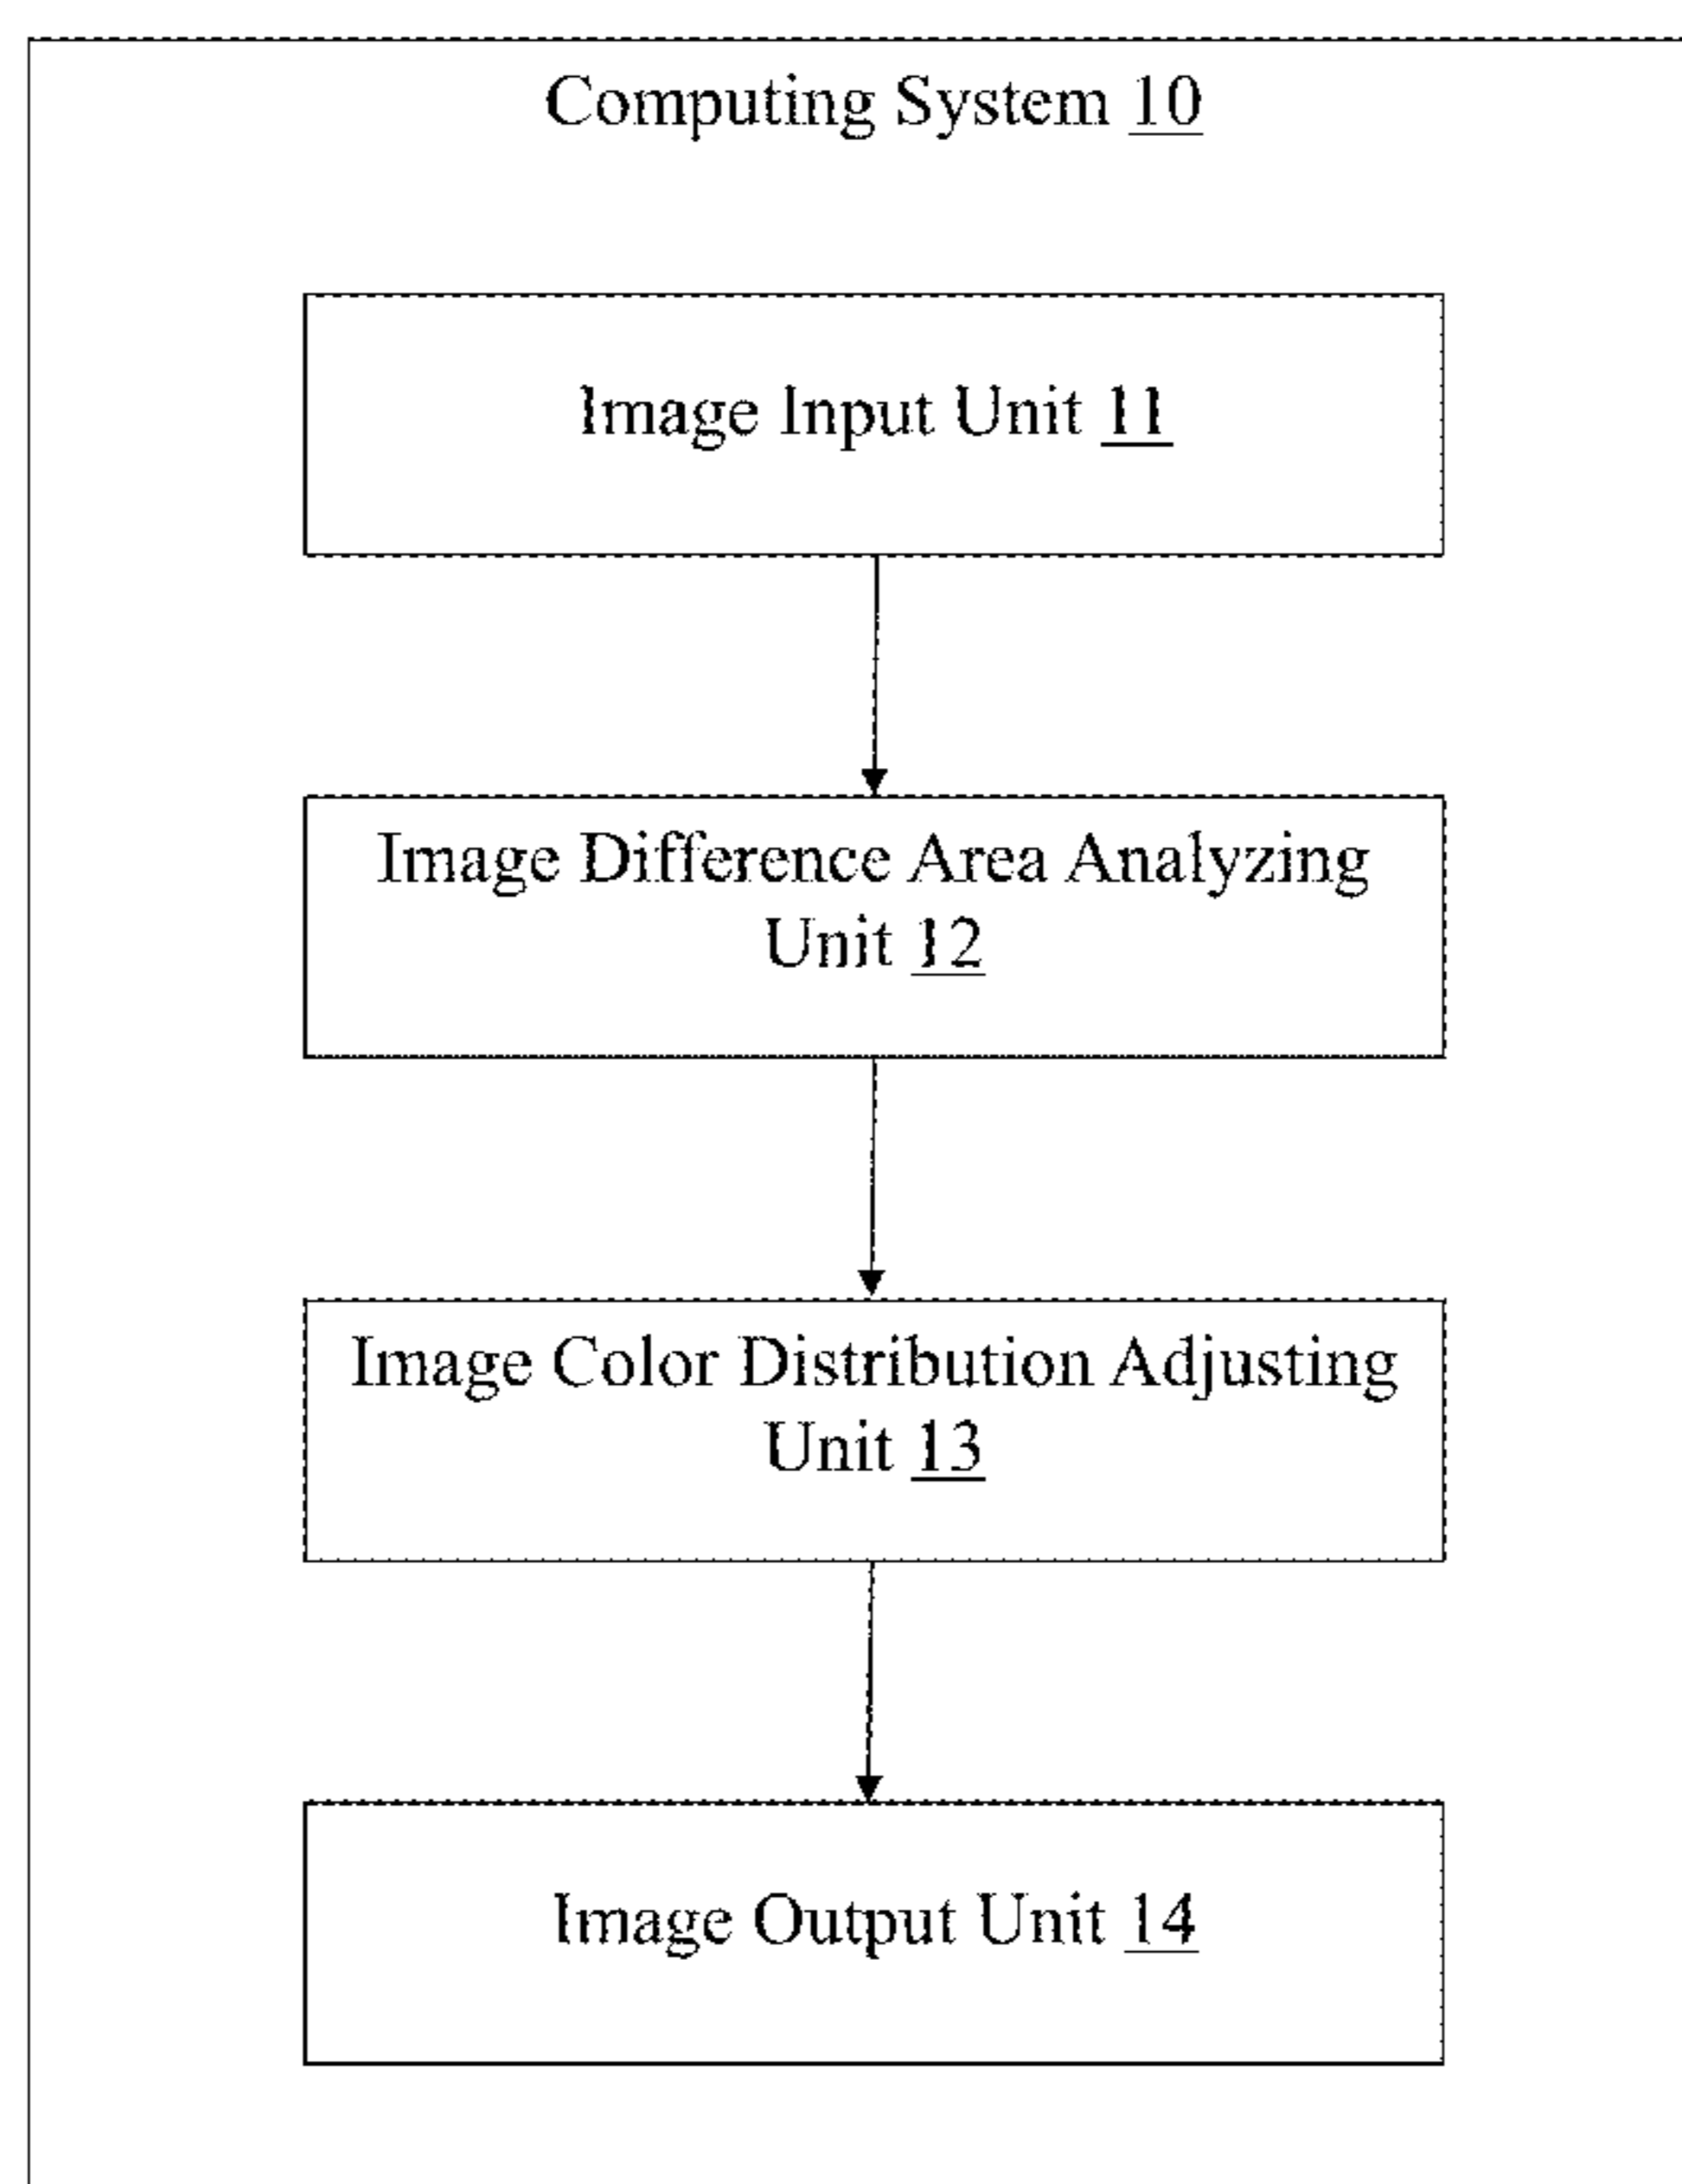 Computing System 10
Image Input Unit 11
Image Difference Area Analyzing
Unit 12
Image Color Distribution Adjusting
Unit 13
Image Output Unit 14